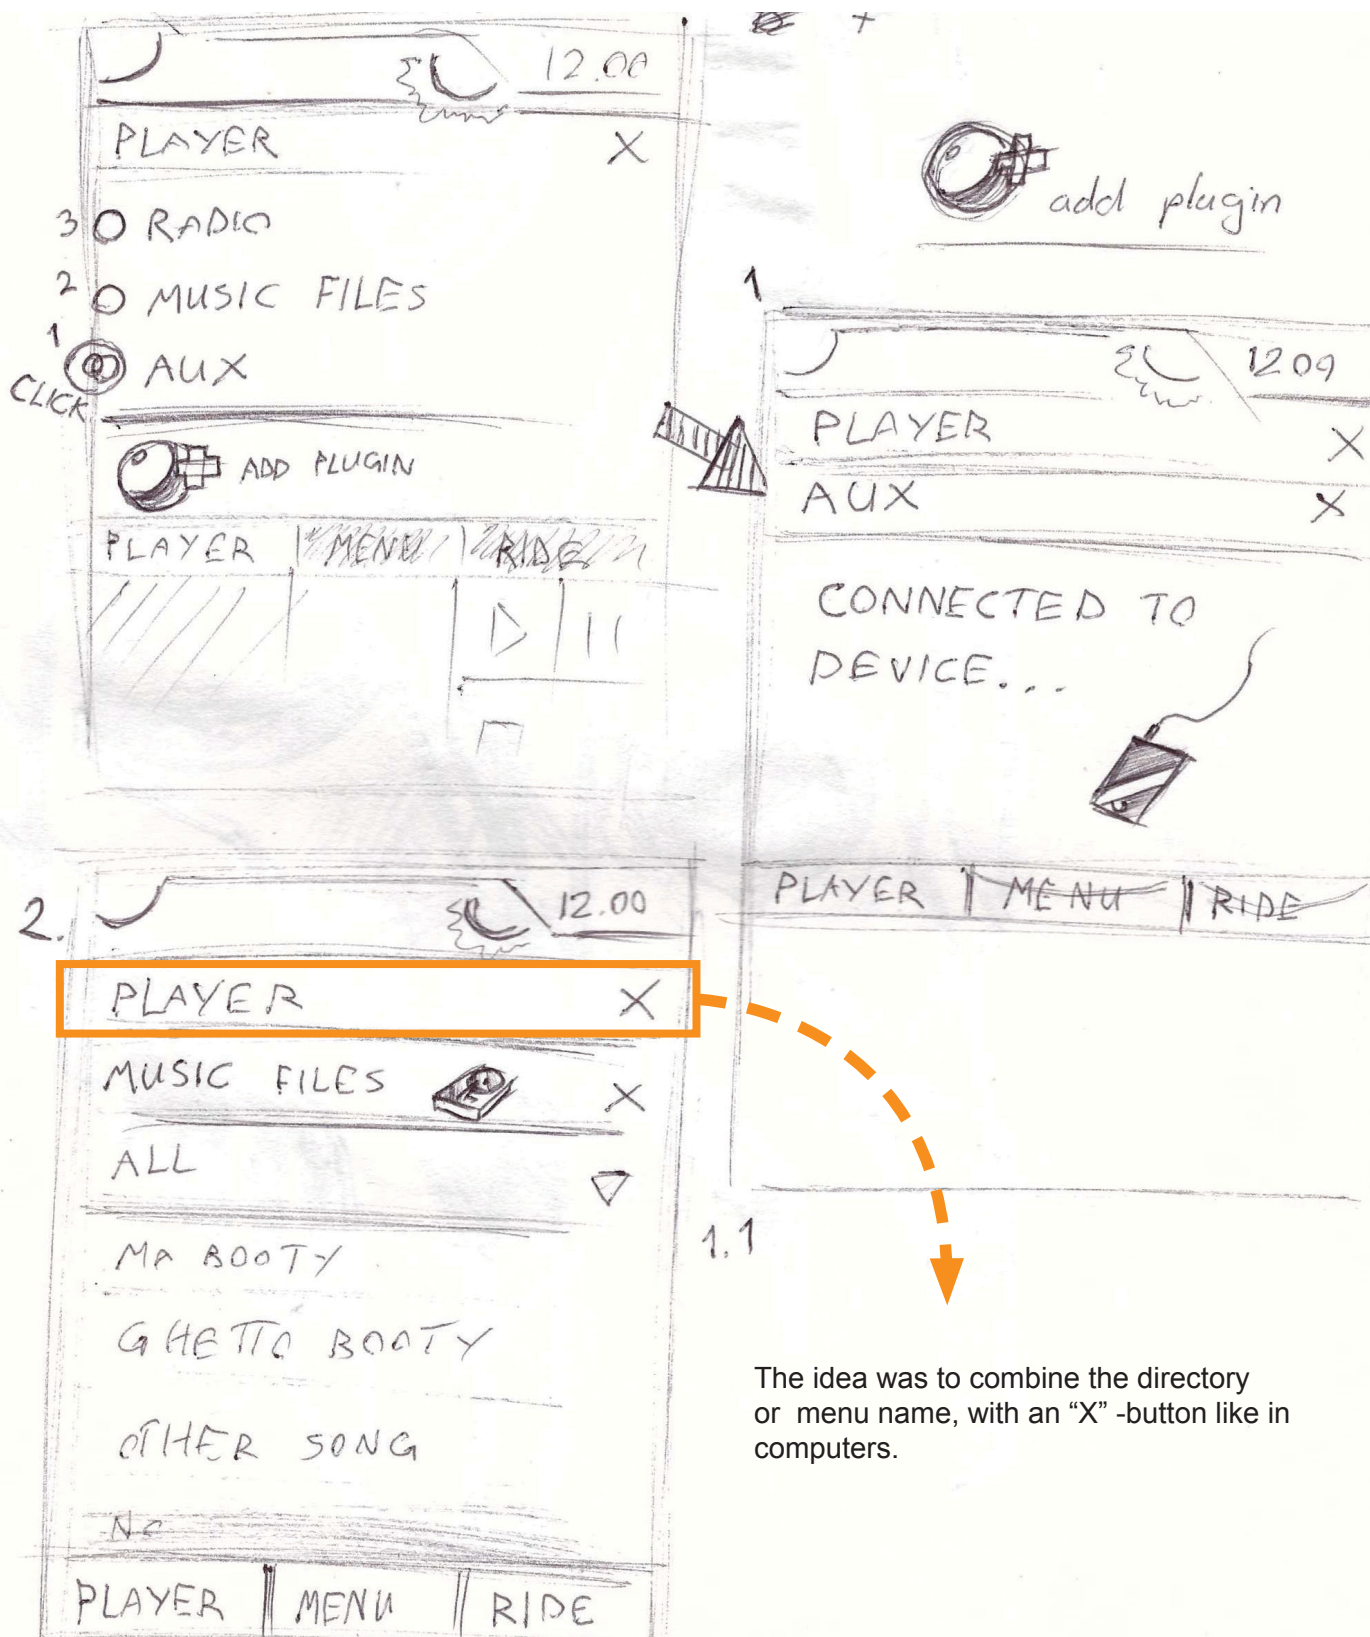 12.00
PLAYER X
3 RADIO
2 MUSIC FILES
1 AUX
CLICK
ADD PLUGIN
PLAYER MENU RIDE
add plugin
1
12 09
PLAYER X
AUX X
CONNECTED TO
DEVICE...
PLAYER MENU RIDE
1.1
2.
12.00
PLAYER X
MUSIC FILES X
ALL
MA BOOTY
GHETTO BOOTY
OTHER SONG
No
PLAYER MENU RIDE
The idea was to combine the directory
or menu name, with an “X” -button like in
computers.